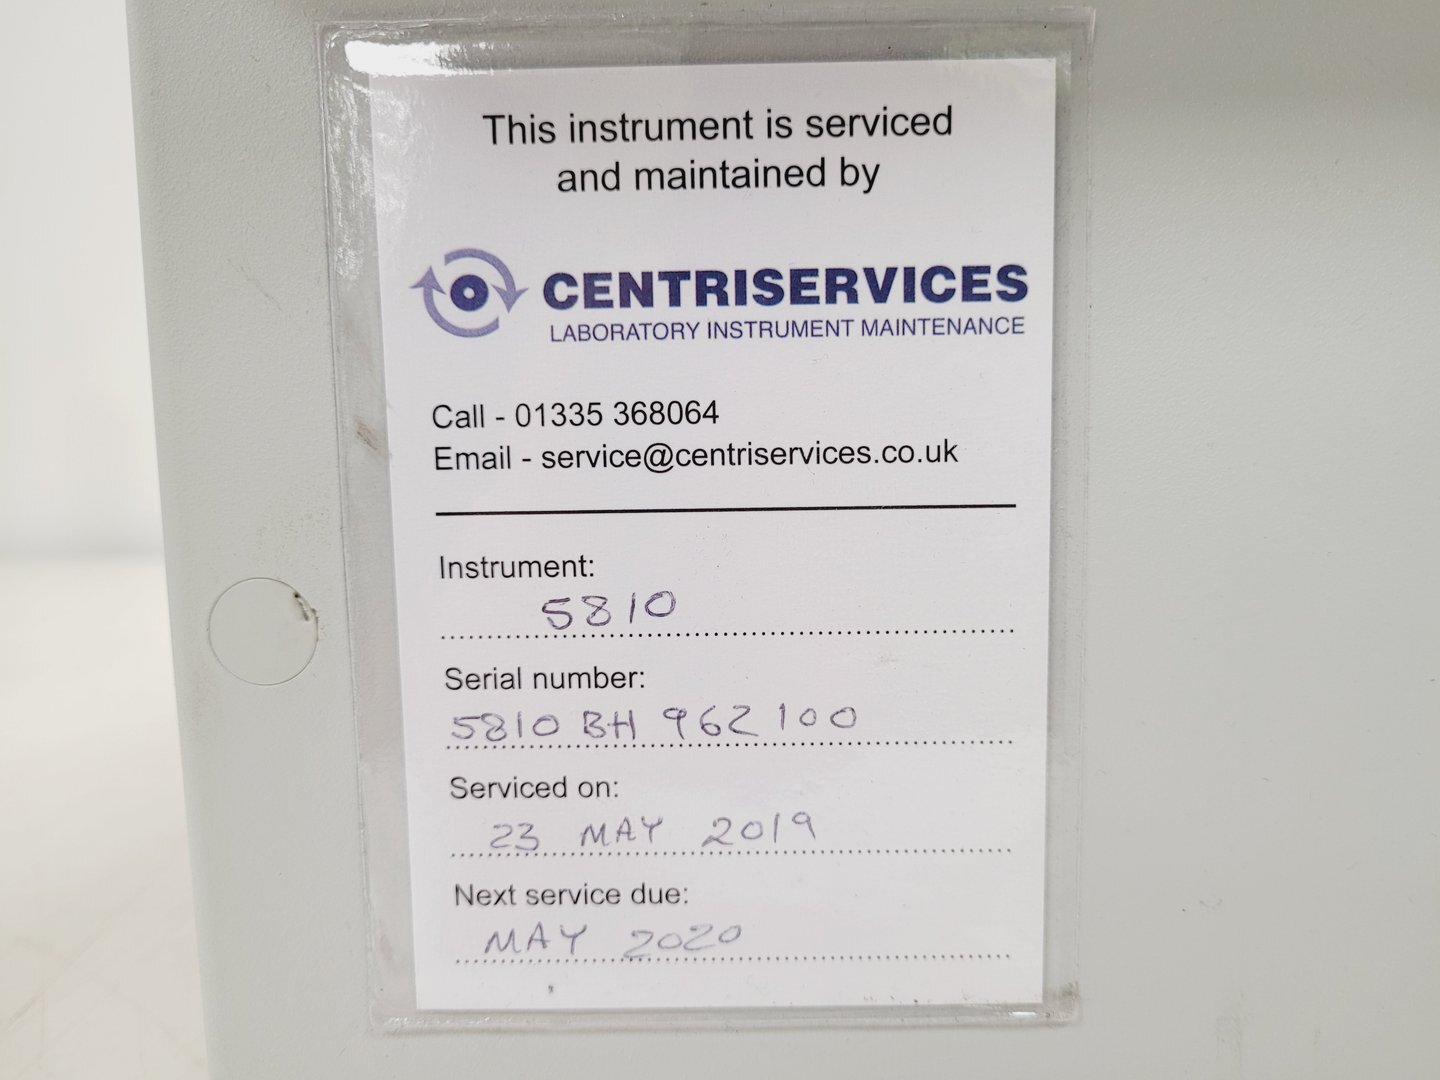 This instrument is serviced
and maintained by
CENTRISERVICES
LABORATORY INSTRUMENT MAINTENANCE
Call - 01335 368064
Email - service@centriservices.co.uk
Instrument:
5810
Serial number:
5810 BH 962100
Serviced on:
23 MAY 2019
Next service due:
MAY 2020